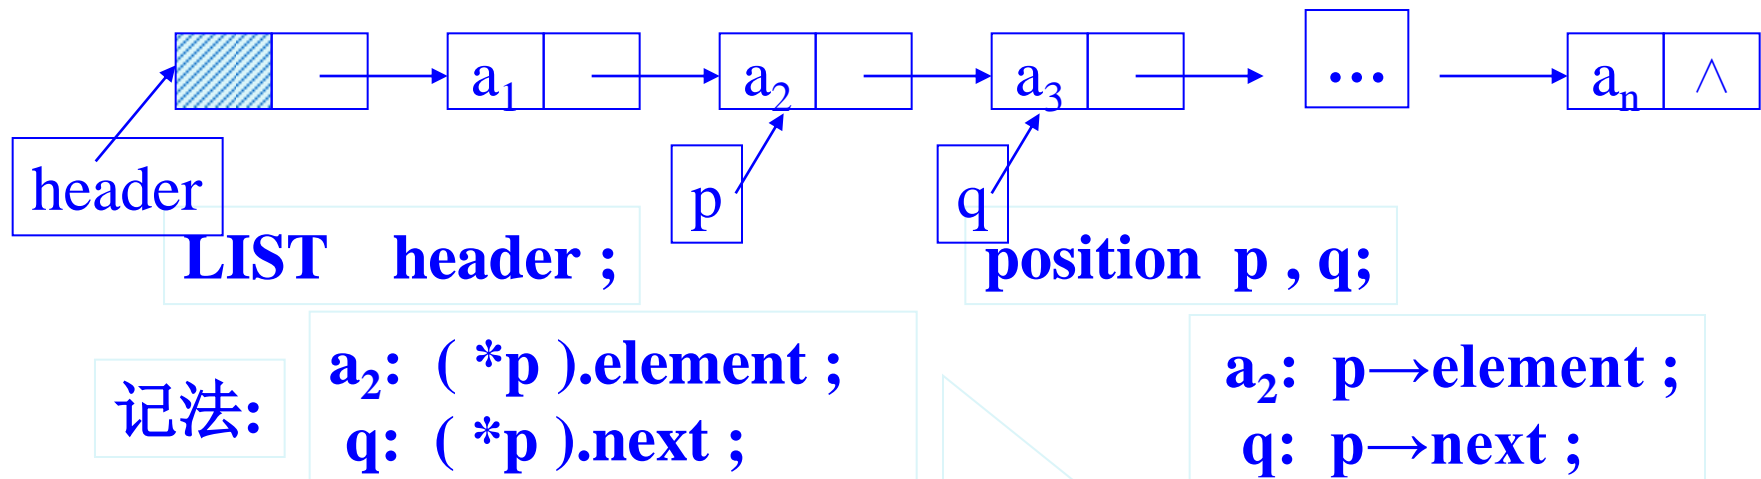 a₁ a₂ a₃ … aₙ ∧
header p q
LIST header ; position p , q;
记法:
a₂: ( *p ).element ;
q: ( *p ).next ;
a₂: p→element ;
q: p→next ;